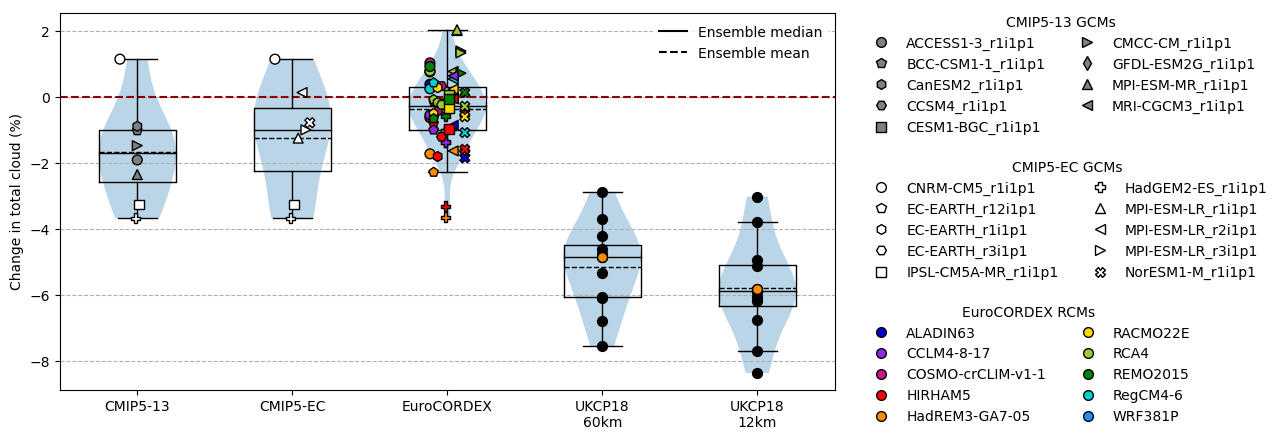 Change in total cloud (%)
2
0
−2
−4
−6
−8
Ensemble median
Ensemble mean
CMIP5-13
CMIP5-EC
EuroCORDEX
UKCP18
60km
UKCP18
12km
CMIP5-13 GCMs
ACCESS1-3_r1i1p1
BCC-CSM1-1_r1i1p1
CanESM2_r1i1p1
CCSM4_r1i1p1
CESM1-BGC_r1i1p1
CMCC-CM_r1i1p1
GFDL-ESM2G_r1i1p1
MPI-ESM-MR_r1i1p1
MRI-CGCM3_r1i1p1
CMIP5-EC GCMs
CNRM-CM5_r1i1p1
EC-EARTH_r12i1p1
EC-EARTH_r1i1p1
EC-EARTH_r3i1p1
IPSL-CM5A-MR_r1i1p1
HadGEM2-ES_r1i1p1
MPI-ESM-LR_r1i1p1
MPI-ESM-LR_r2i1p1
MPI-ESM-LR_r3i1p1
NorESM1-M_r1i1p1
EuroCORDEX RCMs
ALADIN63
CCLM4-8-17
COSMO-crCLIM-v1-1
HIRHAM5
HadREM3-GA7-05
RACMO22E
RCA4
REMO2015
RegCM4-6
WRF381P